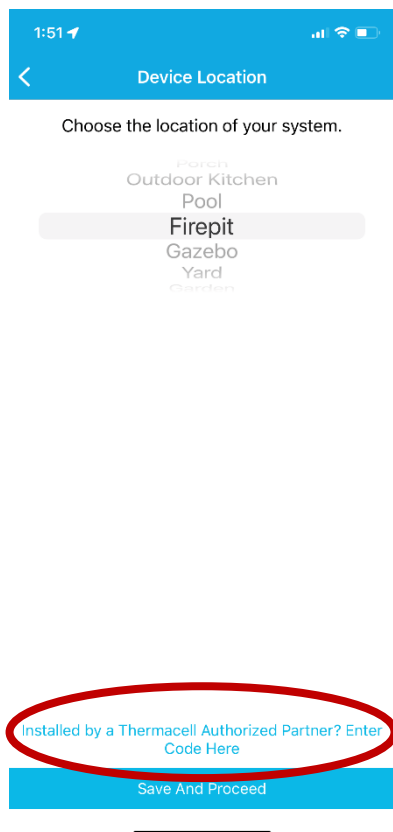 1:51
Device Location
Choose the location of your system.
Porch
Outdoor Kitchen
Pool
Firepit
Gazebo
Yard
Garden
Installed by a Thermacell Authorized Partner? Enter
Code Here
Save And Proceed